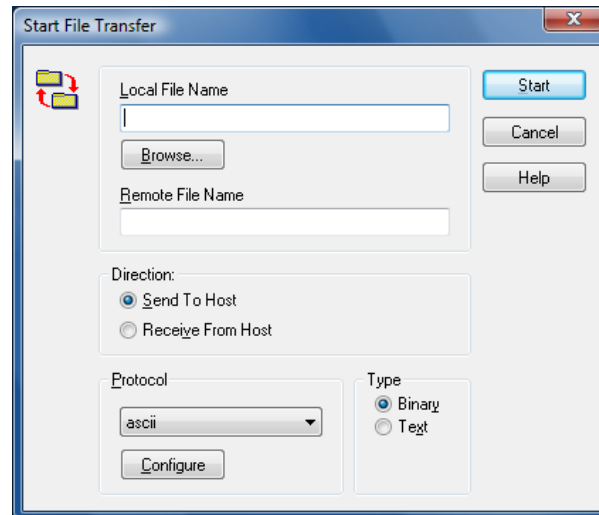 Start File Transfer
Local File Name
Browse...
Remote File Name
Start
Cancel
Help
Direction:
Send To Host
Receive From Host
Protocol
ascii
Configure
Type
Binary
Text